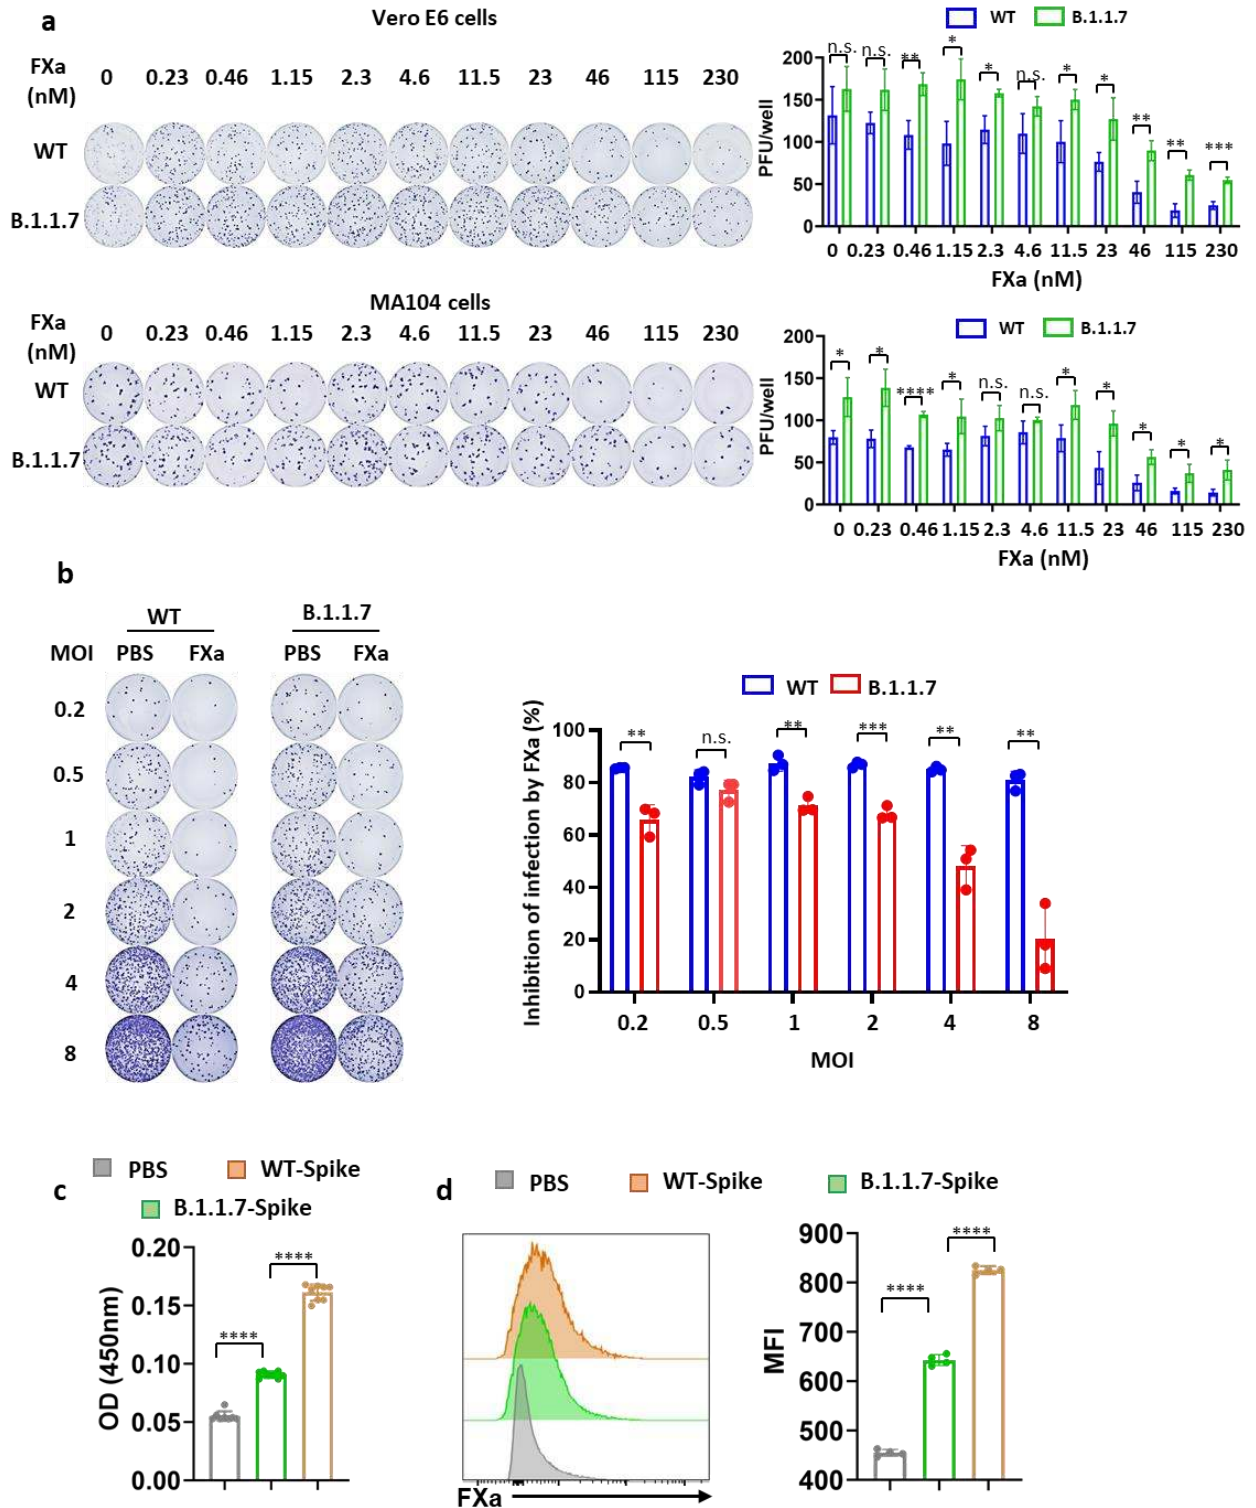 a
Vero E6 cells
FXa
(nM)
0 0.23 0.46 1.15 2.3 4.6 11.5 23 46 115 230
WT
B.1.1.7
WT B.1.1.7
n.s. n.s. ** * * n.s. * * ** ** ***
PFU/well
200
150
100
50
0
0 0.23 0.46 1.15 2.3 4.6 11.5 23 46 115 230
FXa (nM)
MA104 cells
FXa
(nM)
0 0.23 0.46 1.15 2.3 4.6 11.5 23 46 115 230
WT
B.1.1.7
WT B.1.1.7
* * **** * n.s. n.s. * * * * *
PFU/well
200
150
100
50
0
0 0.23 0.46 1.15 2.3 4.6 11.5 23 46 115 230
FXa (nM)
b
WT B.1.1.7
MOI PBS FXa PBS FXa
0.2
0.5
1
2
4
8
WT B.1.1.7
Inhibition of infection by FXa (%)
** n.s. ** *** ** **
100
80
60
40
20
0
0.2 0.5 1 2 4 8
MOI
c
PBS WT-Spike
B.1.1.7-Spike
OD (450nm)
0.20
0.15
0.10
0.05
0.00
**** ****
d
PBS WT-Spike B.1.1.7-Spike
FXa
MFI
900
800
700
600
500
400
**** ****